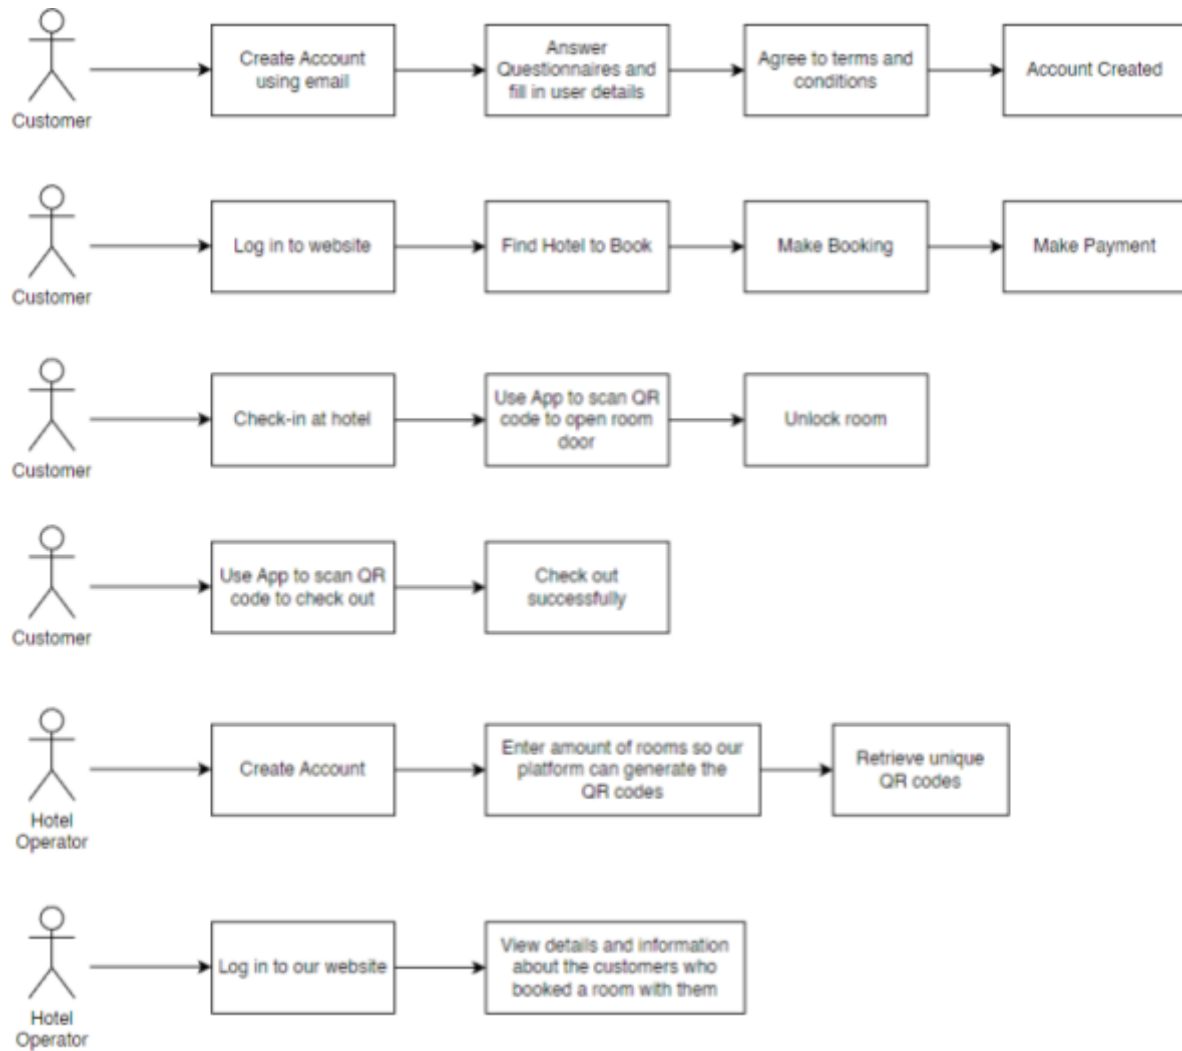 Customer
Create Account
using email
Answer
Questionnaires and
fill in user details
Agree to terms and
conditions
Account Created
Customer
Log in to website
Find Hotel to Book
Make Booking
Make Payment
Customer
Check-in at hotel
Use App to scan QR
code to open room
door
Unlock room
Customer
Use App to scan QR
code to check out
Check out
successfully
Hotel
Operator
Create Account
Enter amount of rooms so our
platform can generate the
QR codes
Retrieve unique
QR codes
Hotel
Operator
Log in to our website
View details and information
about the customers who
booked a room with them